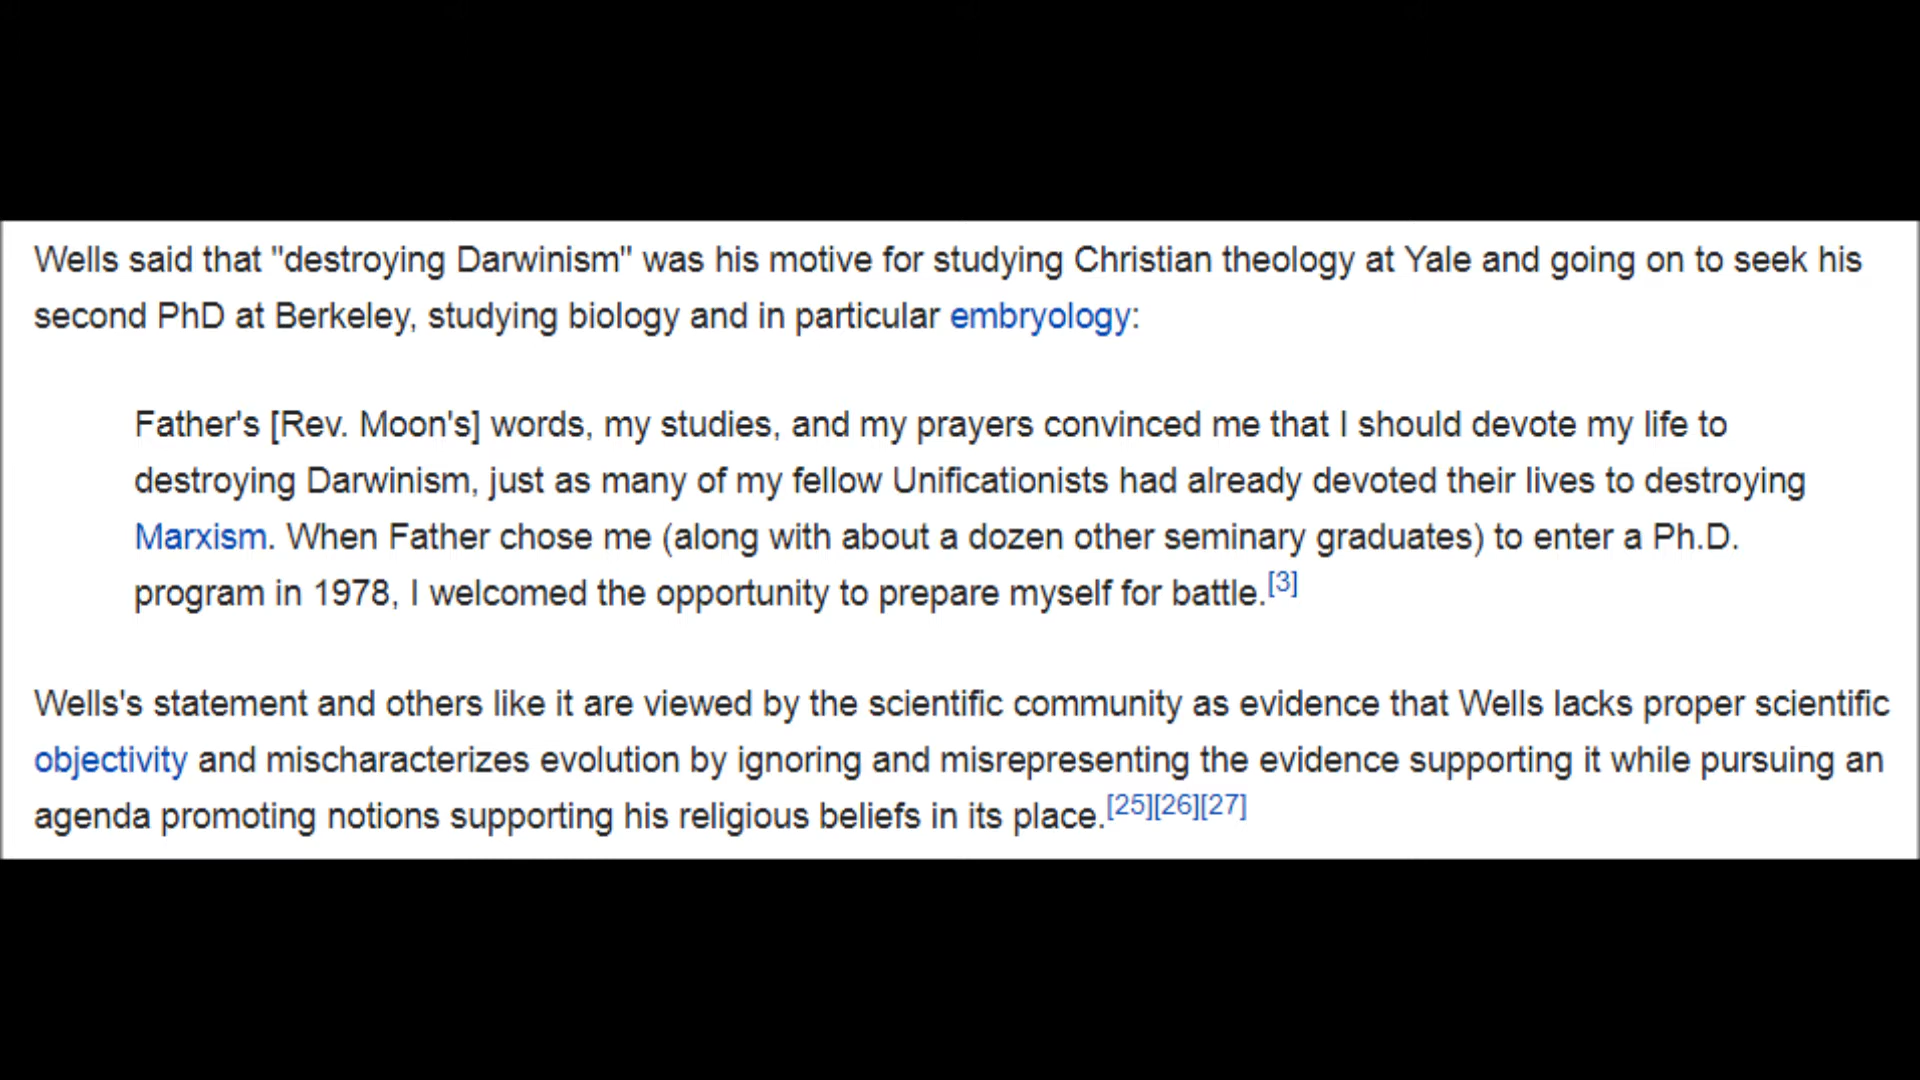 Wells said that "destroying Darwinism" was his motive for studying Christian theology at Yale and going on to seek his
second PhD at Berkeley, studying biology and in particular embryology:
Father's [Rev. Moon's] words, my studies, and my prayers convinced me that I should devote my life to
destroying Darwinism, just as many of my fellow Unificationists had already devoted their lives to destroying
Marxism. When Father chose me (along with about a dozen other seminary graduates) to enter a Ph.D.
program in 1978, I welcomed the opportunity to prepare myself for battle.[3]
Wells's statement and others like it are viewed by the scientific community as evidence that Wells lacks proper scientific
objectivity and mischaracterizes evolution by ignoring and misrepresenting the evidence supporting it while pursuing an
agenda promoting notions supporting his religious beliefs in its place.[25][26][27]